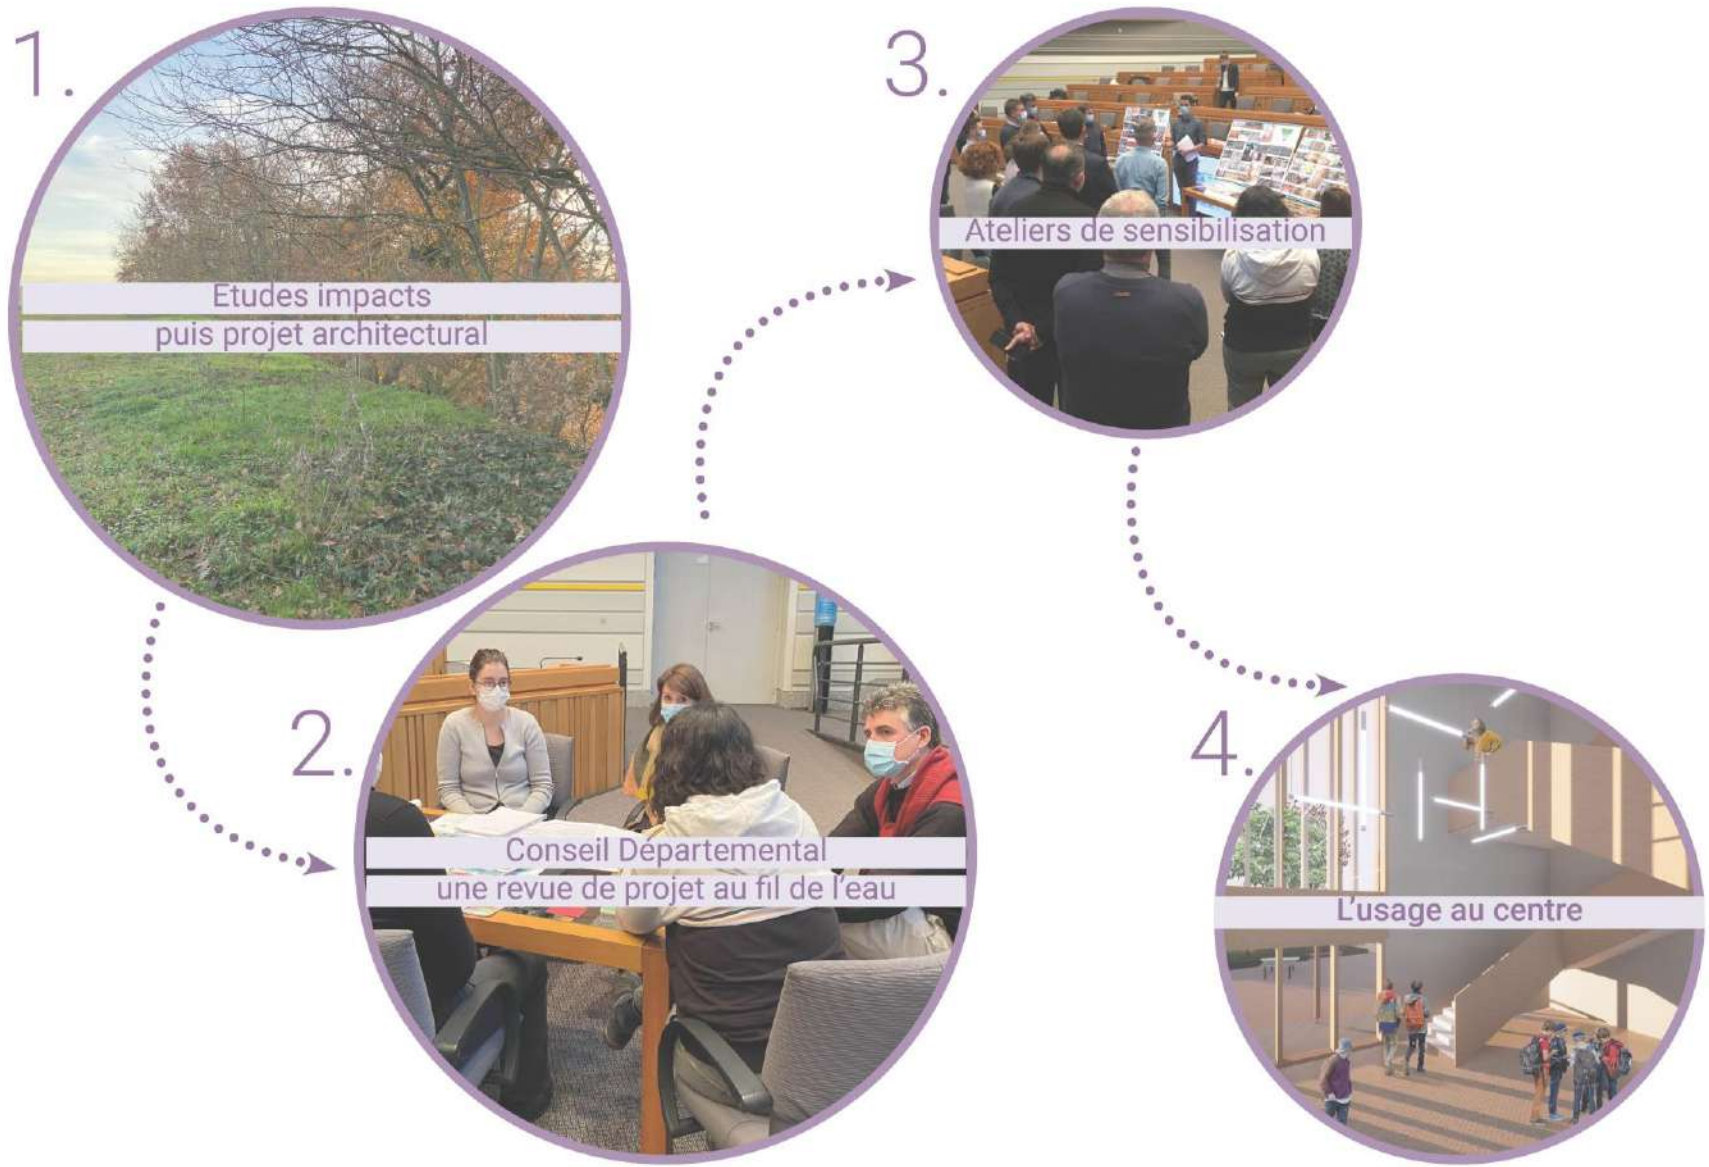 1.
Etudes impacts
puis projet architectural
2.
Conseil Départemental
une revue de projet au fil de l'eau
3.
Ateliers de sensibilisation
4.
L'usage au centre